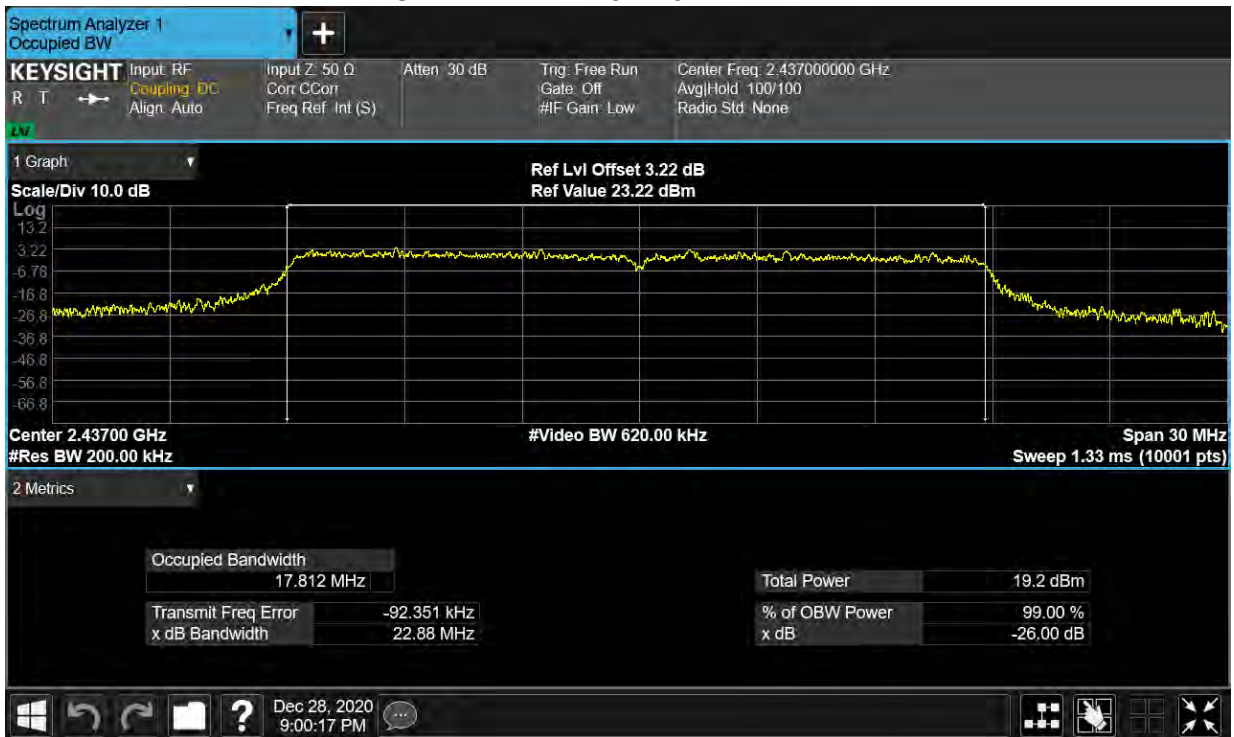 Spectrum Analyzer 1
Occupied BW
+
KEYSIGHT Input: RF Input Z: 50 Ω Atten: 30 dB Trig: Free Run Center Freq: 2.437000000 GHz
R T Coupling: DC Corr CCorr Gate: Off Avg|Hold: 100/100
Align: Auto Freq Ref: Int (S) #IF Gain: Low Radio Std: None
LXI
1 Graph
Ref Lvl Offset 3.22 dB
Scale/Div 10.0 dB Ref Value 23.22 dBm
Log
13.2
3.22
-6.78
-16.8
-26.8
-36.8
-46.8
-56.8
-66.8
Center 2.43700 GHz #Video BW 620.00 kHz Span 30 MHz
#Res BW 200.00 kHz Sweep 1.33 ms (10001 pts)
2 Metrics
Occupied Bandwidth
17.812 MHz Total Power 19.2 dBm
Transmit Freq Error -92.351 kHz % of OBW Power 99.00 %
x dB Bandwidth 22.88 MHz x dB -26.00 dB
? Dec 28, 2020
9:00:17 PM